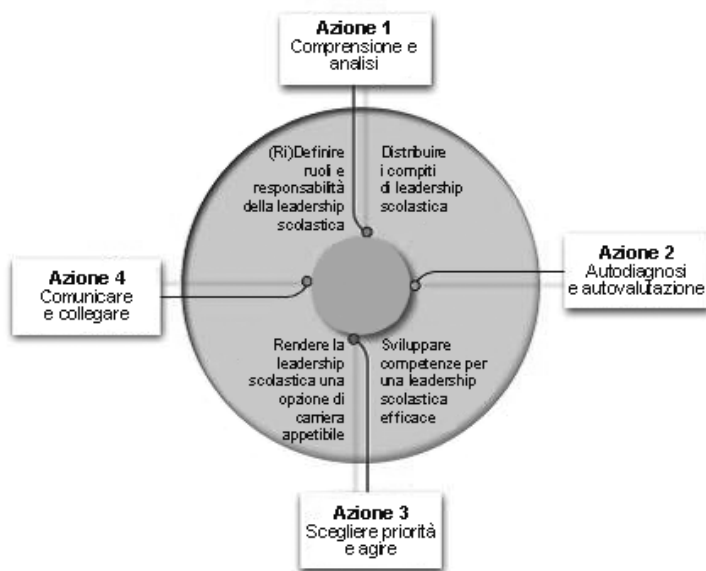 Azione 1
Comprensione e
analisi
(Ri)Definire
ruoli e
responsabilità
della leadership
scolastica
Distribuire
i compiti
di leadership
scolastica
Azione 4
Comunicare
e collegare
Azione 2
Autodiagnosi
e autovalutazione
Rendere la
leadership
scolastica una
opzione di
carriera
appetibile
Sviluppare
competenze per
una leadership
scolastica
efficace
Azione 3
Scegliere priorità
e agire